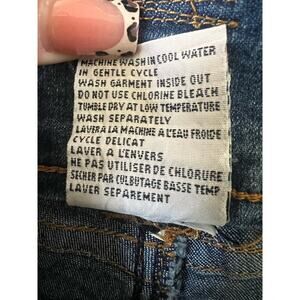 MACHINE WASH IN COOL WATER
IN GENTLE CYCLE
WASH GARMENT INSIDE OUT
DO NOT USE CHLORINE BLEACH
TUMBLE DRY AT LOW TEMPERATURE
WASH SEPARATELY
LAVER A LA MACHINE A L'EAU FROIDE
CYCLE DELICAT
LAVER A L'ENVERS
NE PAS UTILISER DE CHLORURE
SECHER PAR CULBUTAGE BASSE TEMP
LAVER SEPAREMENT